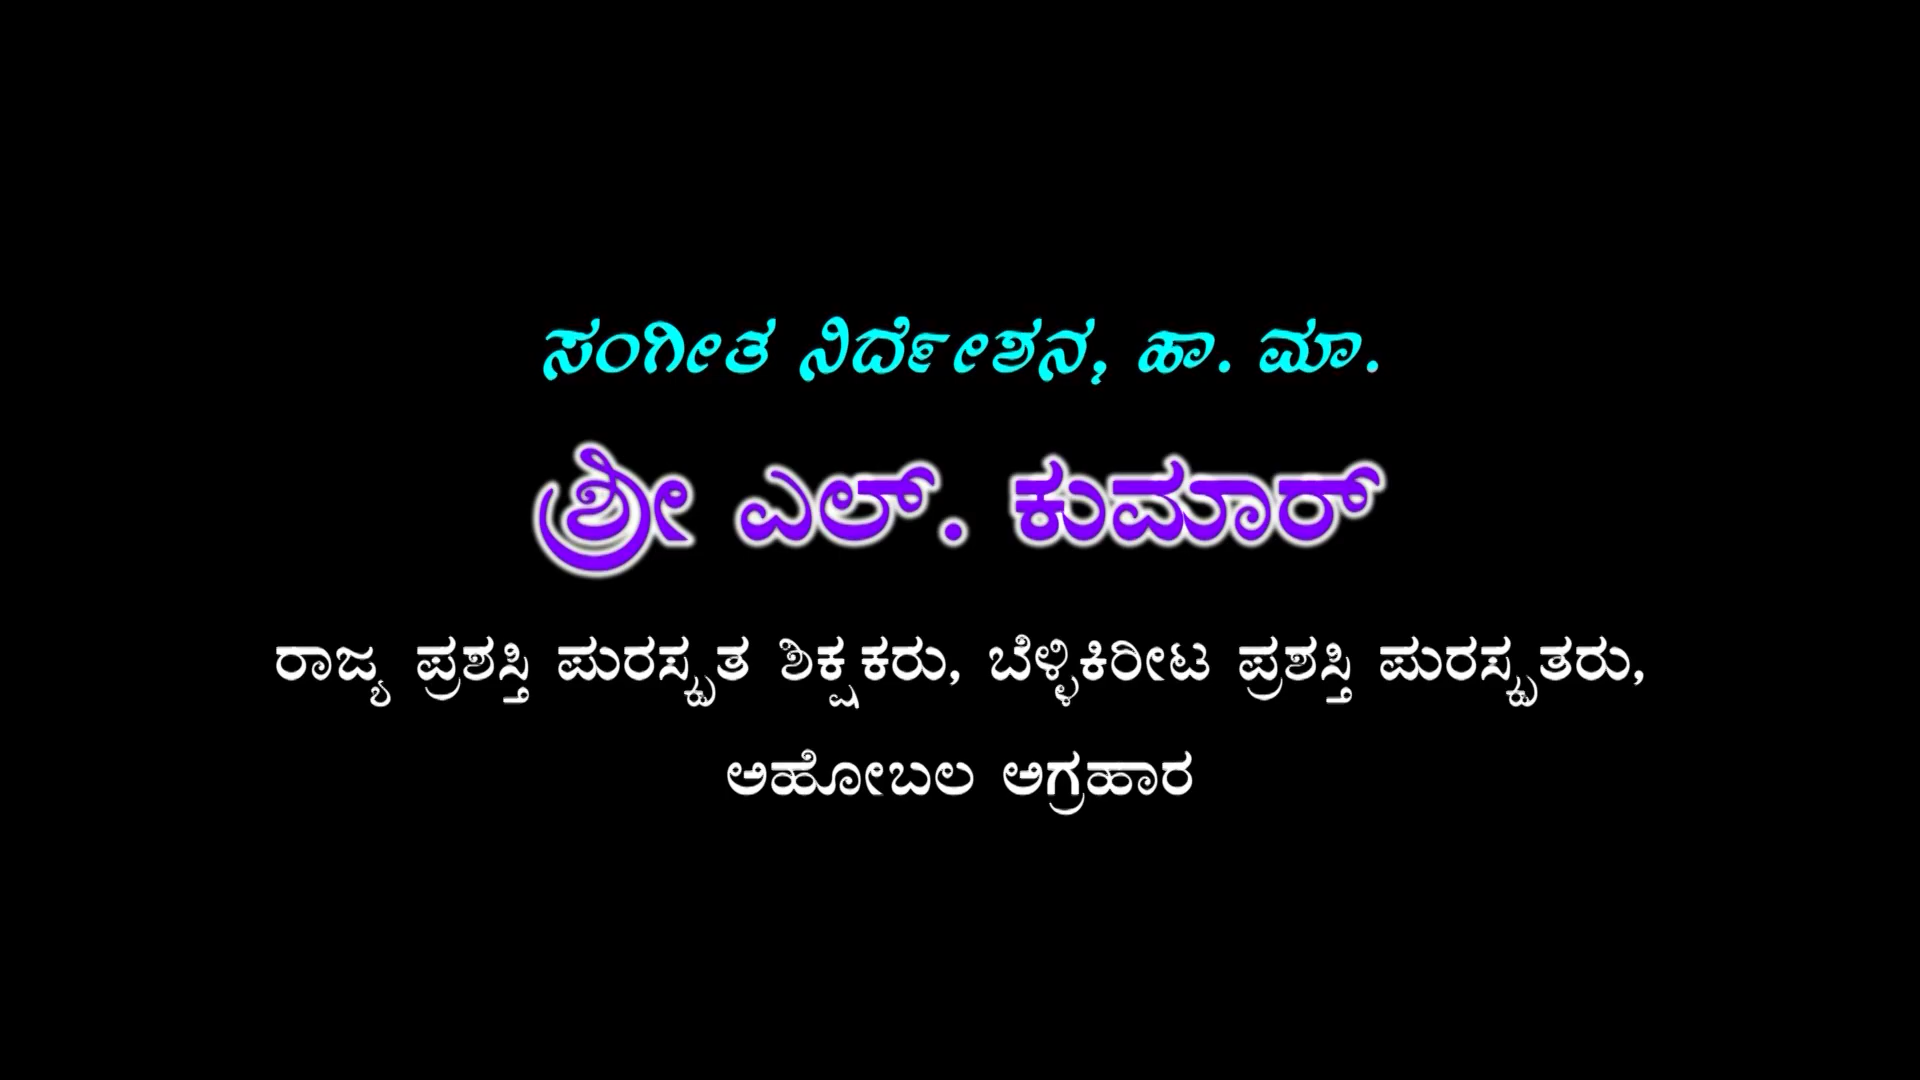 ಸಂಗೀತ ನಿರ್ದೇಶನ, ಹಾ. ಮಾ.
ಶ್ರೀ ಎಲ್. ಕುಮಾರ್
ರಾಜ್ಯ ಪ್ರಶಸ್ತಿ ಪುರಸ್ಕೃತ ಶಿಕ್ಷಕರು, ಬೆಳ್ಳಿಕಿರೀಟ ಪ್ರಶಸ್ತಿ ಪುರಸ್ಕೃತರು,
ಅಹೋಬಲ ಅಗ್ರಹಾರ